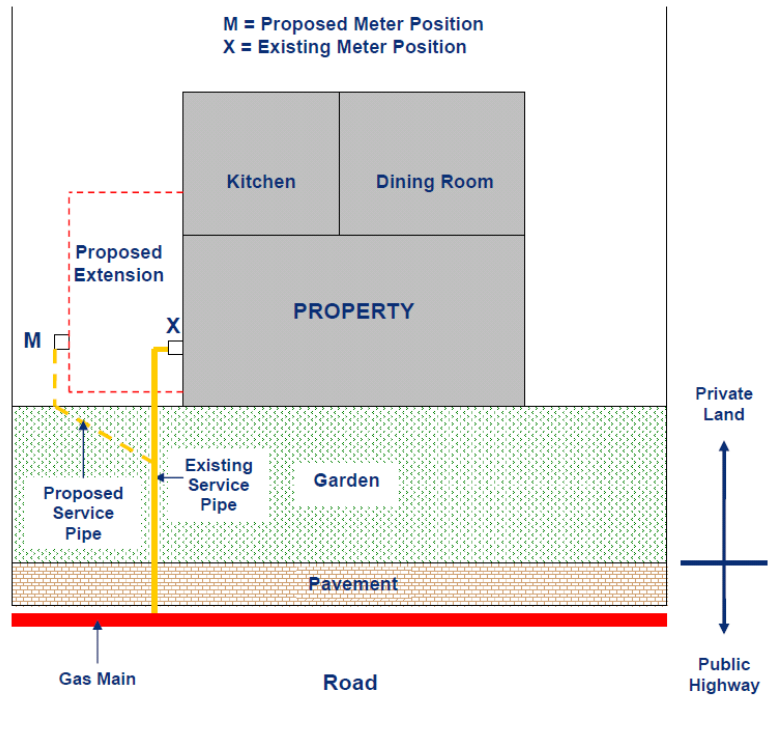 M = Proposed Meter Position
X = Existing Meter Position
Kitchen
Dining Room
Proposed
Extension
PROPERTY
X
M
Private
Land
Existing
Service
Pipe
Garden
Proposed
Service
Pipe
Pavement
Gas Main
Road
Public
Highway